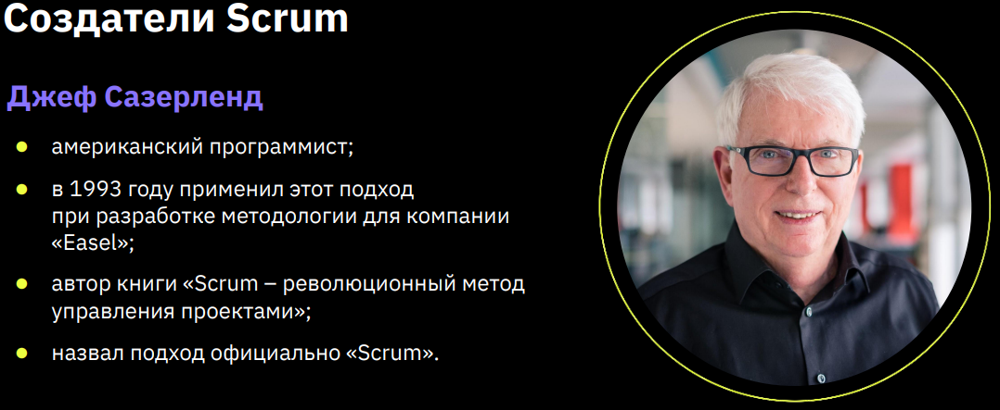 Создатели Scrum
Джеф Сазерленд
● американский программист;
● в 1993 году применил этот подход
при разработке методологии для компании
«Easel»;
● автор книги «Scrum – революционный метод
управления проектами»;
● назвал подход официально «Scrum».